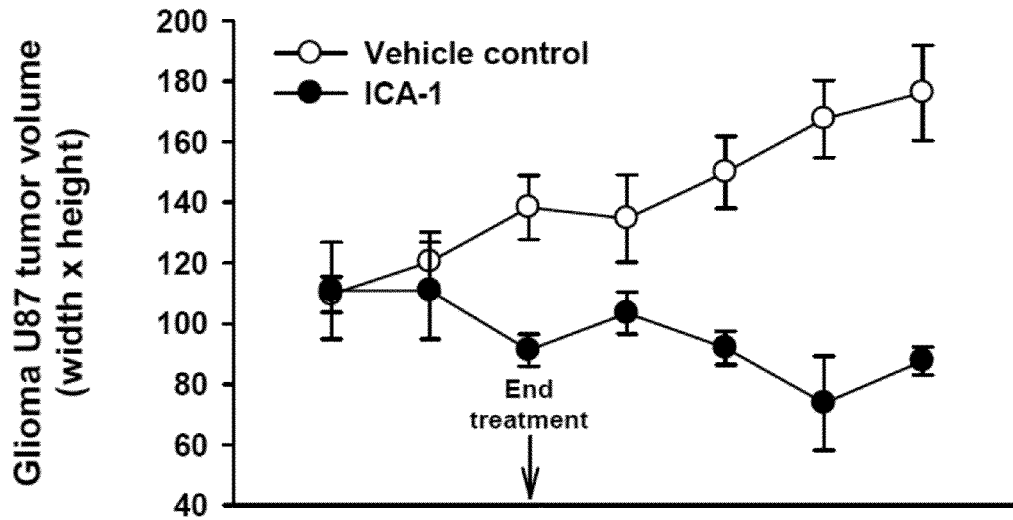 Glioma U87 tumor volume
(width x height)
200
180
160
140
120
100
80
60
40
Vehicle control
ICA-1
End
treatment